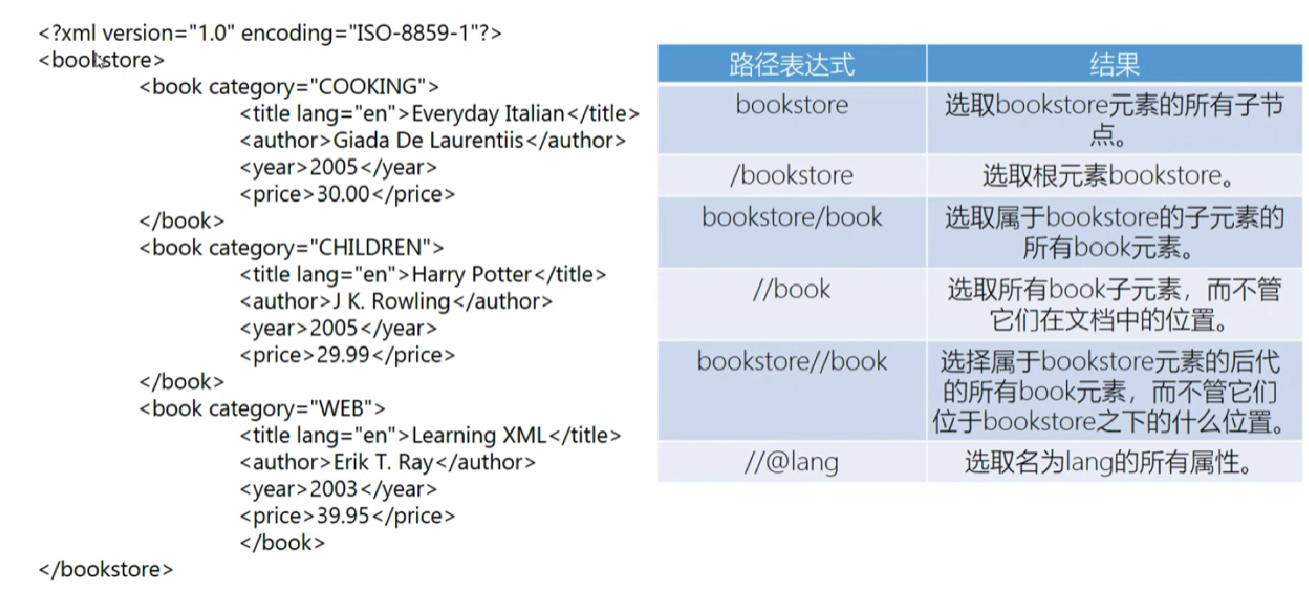 <?xml version="1.0" encoding="ISO-8859-1"?>
<bookstore>
<book category="COOKING">
<title lang="en">Everyday Italian</title>
<author>Giada De Laurentiis</author>
<year>2005</year>
<price>30.00</price>
</book>
<book category="CHILDREN">
<title lang="en">Harry Potter</title>
<author>J K. Rowling</author>
<year>2005</year>
<price>29.99</price>
</book>
<book category="WEB">
<title lang="en">Learning XML</title>
<author>Erik T. Ray</author>
<year>2003</year>
<price>39.95</price>
</book>
</bookstore>
路径表达式 结果
bookstore 选取bookstore元素的所有子节
点。
/bookstore 选取根元素bookstore。
bookstore/book 选取属于bookstore的子元素的
所有book元素。
//book 选取所有book子元素，而不管
它们在文档中的位置。
bookstore//book 选择属于bookstore元素的后代
的所有book元素，而不管它们
位于bookstore之下的什么位置。
//@lang 选取名为lang的所有属性。